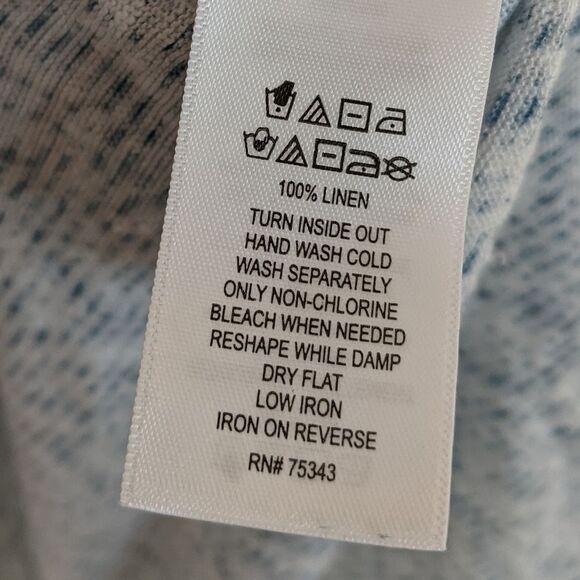 100% LINEN
TURN INSIDE OUT
HAND WASH COLD
WASH SEPARATELY
ONLY NON-CHLORINE
BLEACH WHEN NEEDED
RESHAPE WHILE DAMP
DRY FLAT
LOW IRON
IRON ON REVERSE
RN# 75343